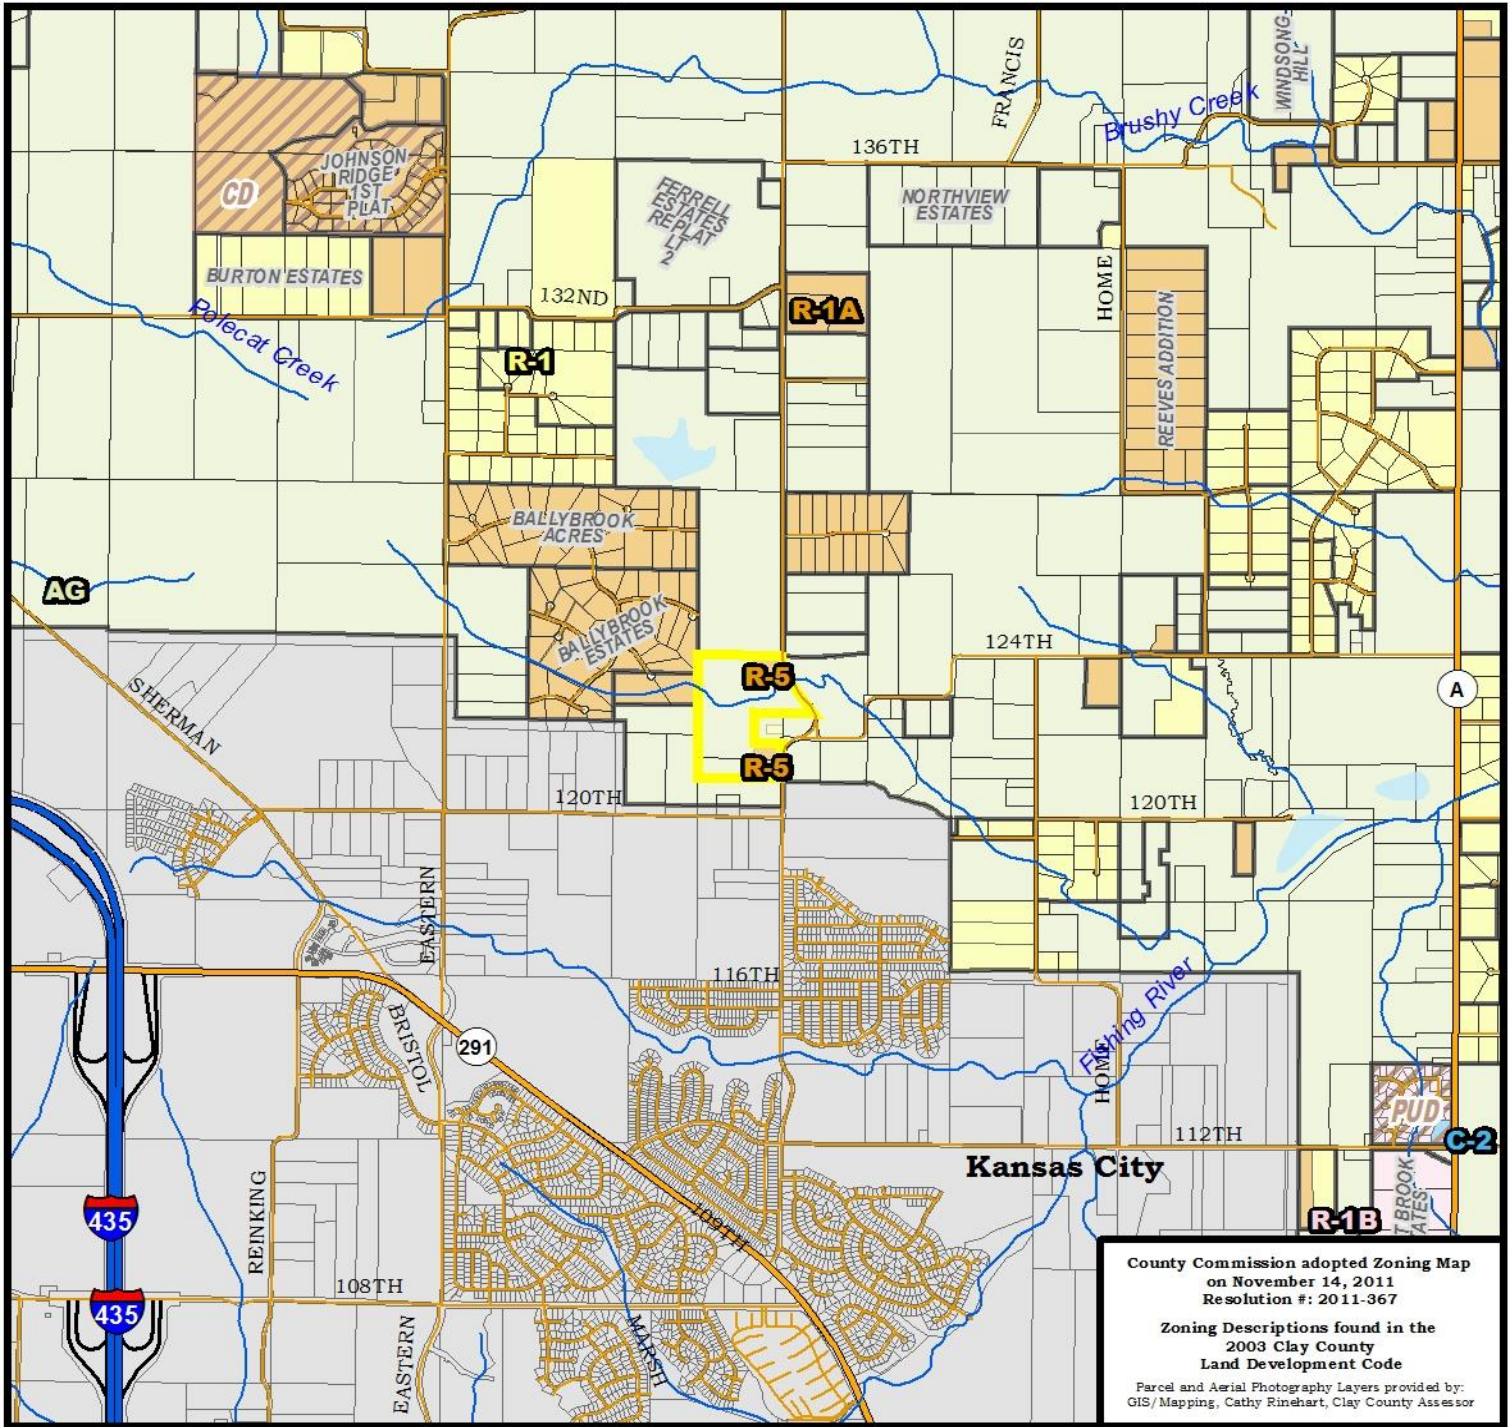 WINDSONG
HILL
FRANCIS
Brushy Creek
136TH
JOHNSON
RIDGE
1ST
PLAT
CD
FERRELL
ESTATES
REPLAT
LT
2
NORTHVIEW
ESTATES
BURTON ESTATES
HOME
132ND
R-1A
Polecat Creek
R-1
REEVES ADDITION
BALLYBROOK
ACRES
AG
BALLYBROOK
ESTATES
124TH
R-5
A
SHERMAN
R-5
120TH
120TH
EASTERN
116TH
Fishing River
BRISTOL
291
HOME
PUD
112TH
C-2
Kansas City
REINKING
435
109TH
R-1B
T BROOK
ATES
108TH
435
EASTERN
MARSH
County Commission adopted Zoning Map
on November 14, 2011
Resolution #: 2011-367
Zoning Descriptions found in the
2003 Clay County
Land Development Code
Parcel and Aerial Photography Layers provided by:
GIS/Mapping, Cathy Rinehart, Clay County Assessor